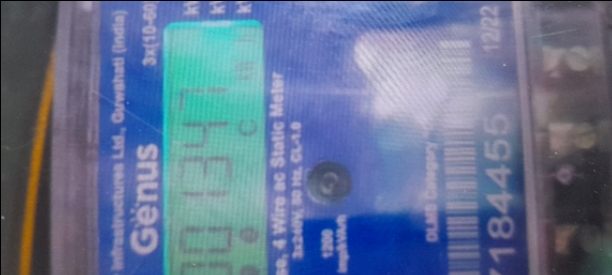 Infrastructures Ltd., Guwahati (India)
Genus
3x(10-60
001347
C
, 4 Wire ac Static Meter
3x240V, 50 Hz, CL-1.0
1200
imp/kWh
DLMS Category
7184455
12/22